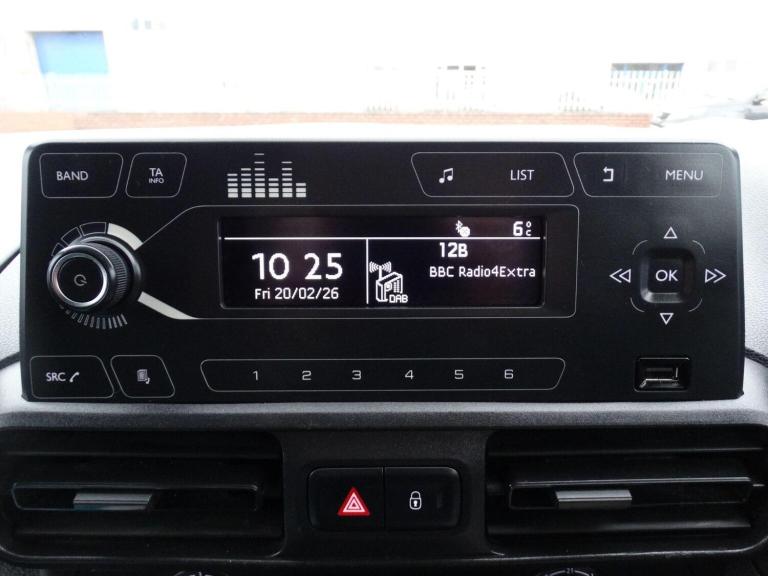 BAND
TA
INFO
LIST
MENU
6°C
10 25
12B
BBC Radio4Extra
Fri 20/02/26
DAB
OK
SRC
1 2 3 4 5 6
21